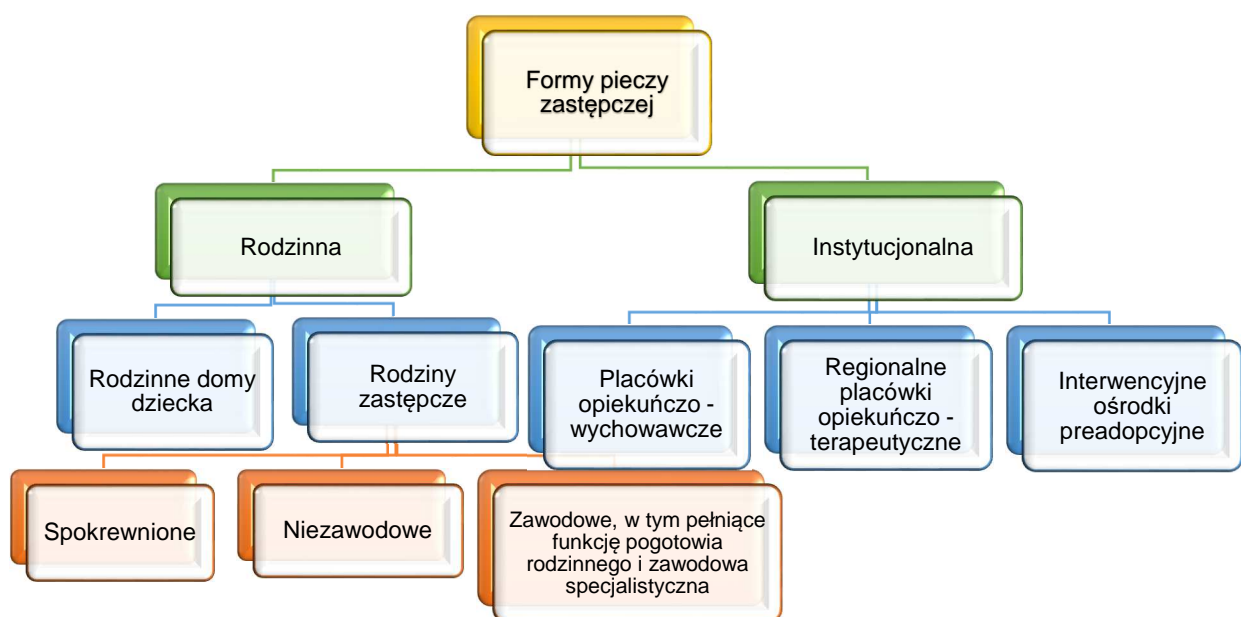 Formy pieczy
zastępczej
Rodzinna
Instytucjonalna
Rodzinne domy
dziecka
Rodziny
zastępcze
Placówki
opiekuńczo -
wychowawcze
Regionalne
placówki
opiekuńczo -
terapeutyczne
Interwencyjne
ośrodki
preadopcyjne
Spokrewnione
Niezawodowe
Zawodowe, w tym pełniące
funkcję pogotowia
rodzinnego i zawodowa
specjalistyczna